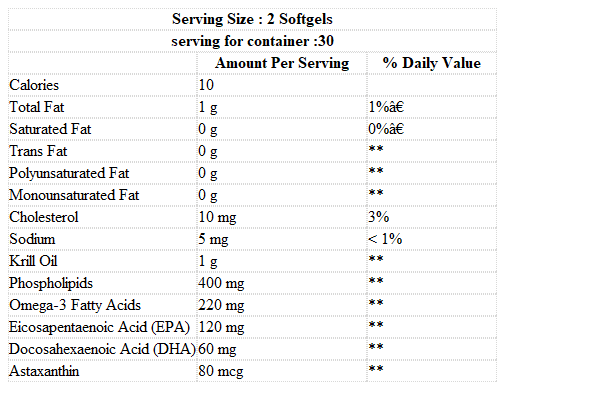 Serving Size : 2 Softgels
serving for container :30
Amount Per Serving % Daily Value
Calories 10
Total Fat 1 g 1%â€
Saturated Fat 0 g 0%â€
Trans Fat 0 g **
Polyunsaturated Fat 0 g **
Monounsaturated Fat 0 g **
Cholesterol 10 mg 3%
Sodium 5 mg < 1%
Krill Oil 1 g **
Phospholipids 400 mg **
Omega-3 Fatty Acids 220 mg **
Eicosapentaenoic Acid (EPA) 120 mg **
Docosahexaenoic Acid (DHA) 60 mg **
Astaxanthin 80 mcg **